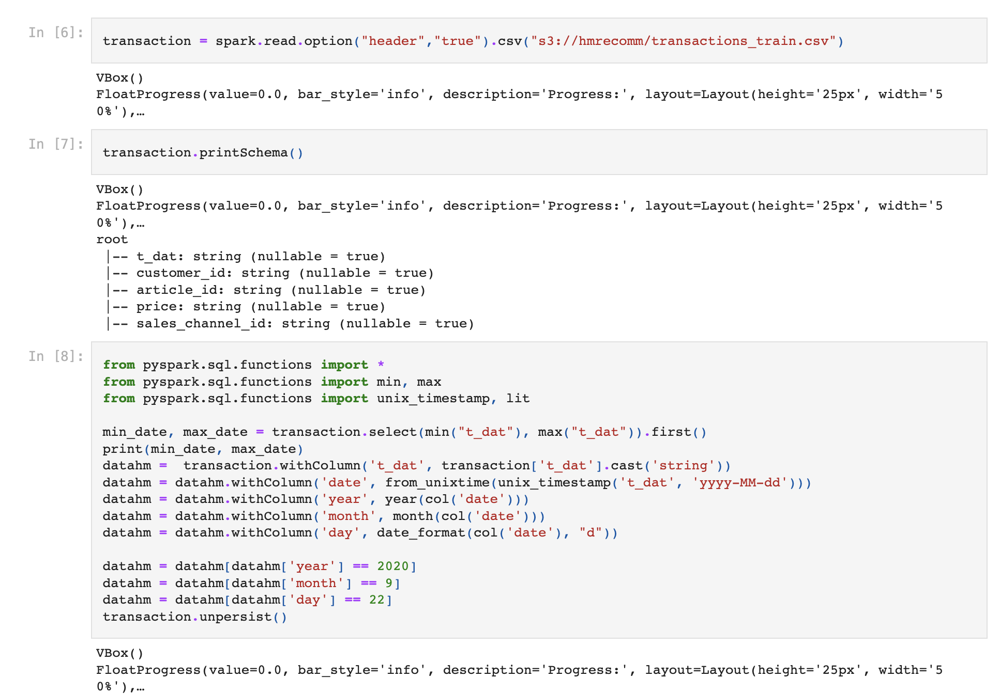 In [6]:
transaction = spark.read.option("header","true").csv("s3://hmrecomm/transactions_train.csv")
VBox()
FloatProgress(value=0.0, bar_style='info', description='Progress:', layout=Layout(height='25px', width='5
0%'),…
In [7]:
transaction.printSchema()
VBox()
FloatProgress(value=0.0, bar_style='info', description='Progress:', layout=Layout(height='25px', width='5
0%'),…
root
 |-- t_dat: string (nullable = true)
 |-- customer_id: string (nullable = true)
 |-- article_id: string (nullable = true)
 |-- price: string (nullable = true)
 |-- sales_channel_id: string (nullable = true)
In [8]:
from pyspark.sql.functions import *
from pyspark.sql.functions import min, max
from pyspark.sql.functions import unix_timestamp, lit
min_date, max_date = transaction.select(min("t_dat"), max("t_dat")).first()
print(min_date, max_date)
datahm =  transaction.withColumn('t_dat', transaction['t_dat'].cast('string'))
datahm = datahm.withColumn('date', from_unixtime(unix_timestamp('t_dat', 'yyyy-MM-dd')))
datahm = datahm.withColumn('year', year(col('date')))
datahm = datahm.withColumn('month', month(col('date')))
datahm = datahm.withColumn('day', date_format(col('date'), "d"))
datahm = datahm[datahm['year'] == 2020]
datahm = datahm[datahm['month'] == 9]
datahm = datahm[datahm['day'] == 22]
transaction.unpersist()
VBox()
FloatProgress(value=0.0, bar_style='info', description='Progress:', layout=Layout(height='25px', width='5
0%'),…